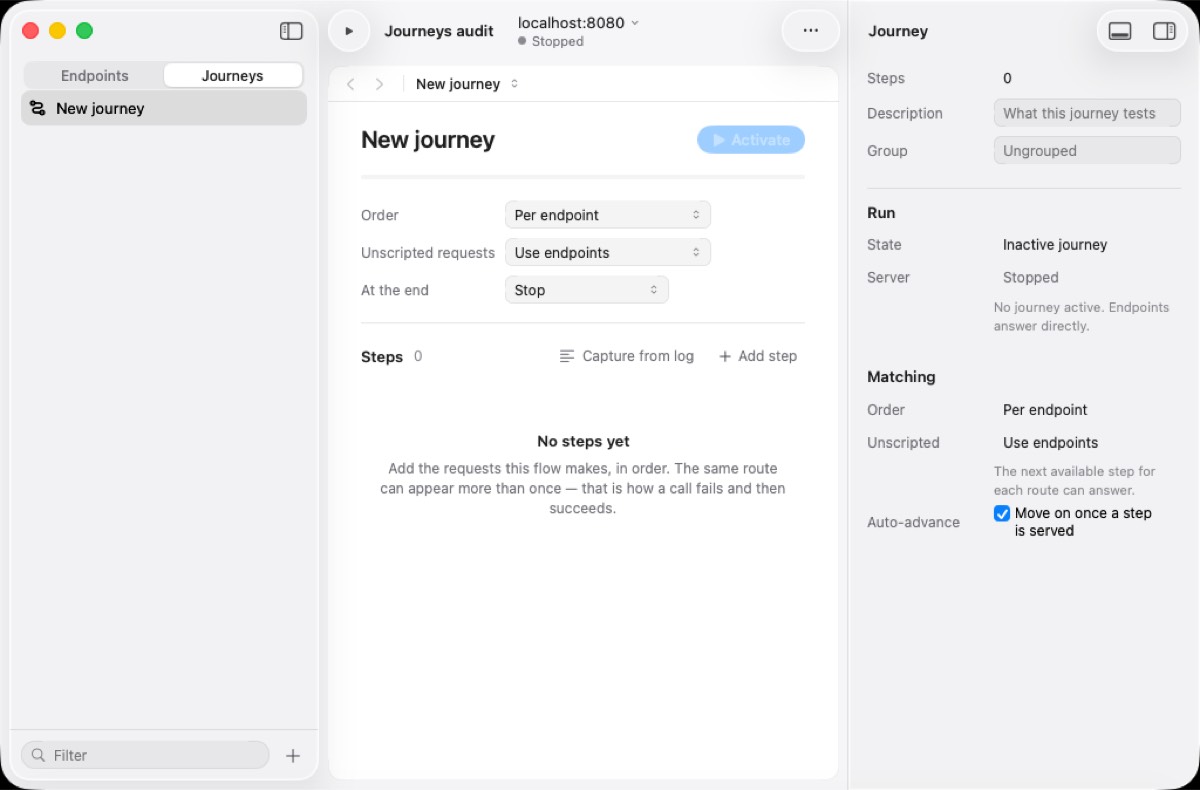 Endpoints
Journeys
New journey
Filter
Journeys audit
localhost:8080
Stopped
New journey
New journey
Activate
Order
Per endpoint
Unscripted requests
Use endpoints
At the end
Stop
Steps 0
Capture from log
Add step
No steps yet
Add the requests this flow makes, in order. The same route
can appear more than once — that is how a call fails and then
succeeds.
Journey
Steps
0
Description
What this journey tests
Group
Ungrouped
Run
State
Inactive journey
Server
Stopped
No journey active. Endpoints
answer directly.
Matching
Order
Per endpoint
Unscripted
Use endpoints
The next available step for
each route can answer.
Auto-advance
Move on once a step
is served